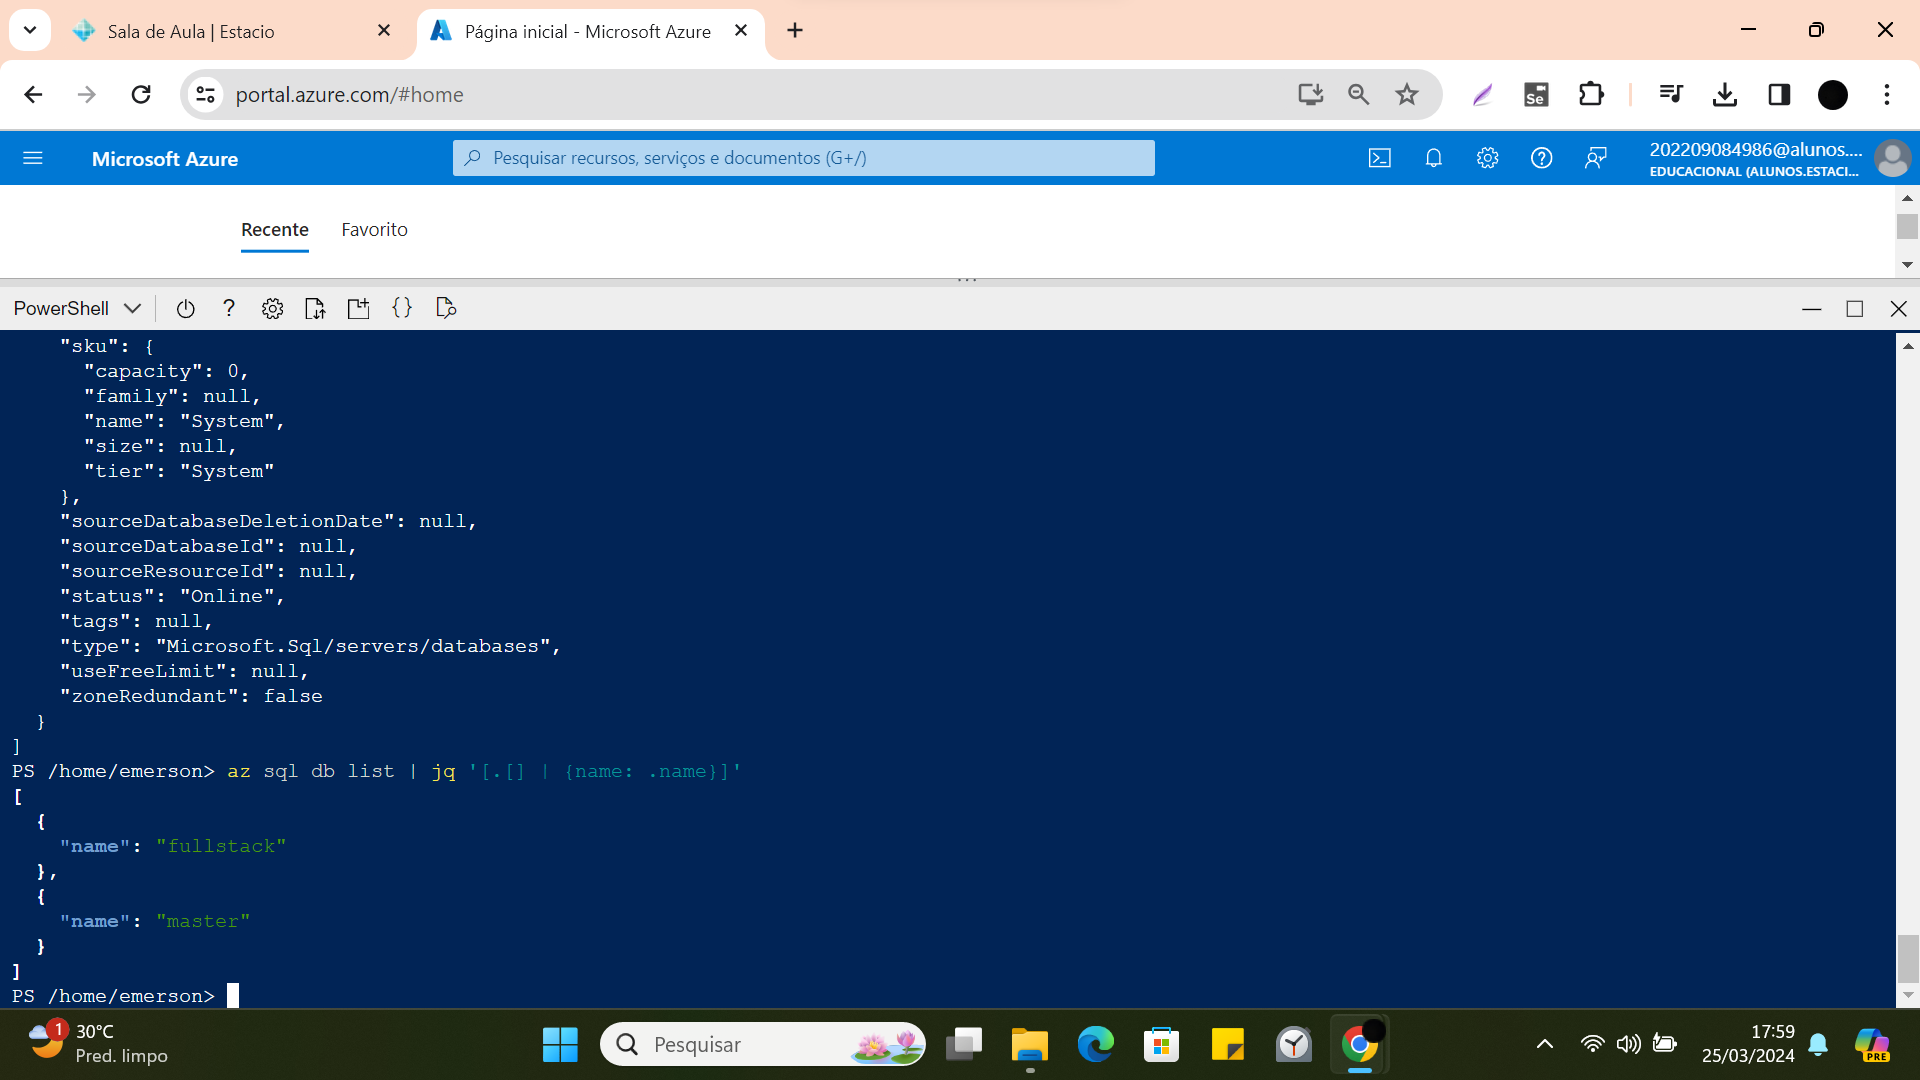 Sala de Aula | Estacio
Página inicial - Microsoft Azure
portal.azure.com/#home
Se
Microsoft Azure
Pesquisar recursos, serviços e documentos (G+/)
202209084986@alunos....
EDUCACIONAL (ALUNOS.ESTACI...
Recente
Favorito
PowerShell
?
{}
"sku": {
"capacity": 0,
"family": null,
"name": "System",
"size": null,
"tier": "System"
},
"sourceDatabaseDeletionDate": null,
"sourceDatabaseId": null,
"sourceResourceId": null,
"status": "Online",
"tags": null,
"type": "Microsoft.Sql/servers/databases",
"useFreeLimit": null,
"zoneRedundant": false
}
]
PS /home/emerson> az sql db list | jq '[.[] | {name: .name}]'
[
{
"name": "fullstack"
},
{
"name": "master"
}
]
PS /home/emerson>
1
30°C
Pred. limpo
Pesquisar
17:59
25/03/2024
PRE